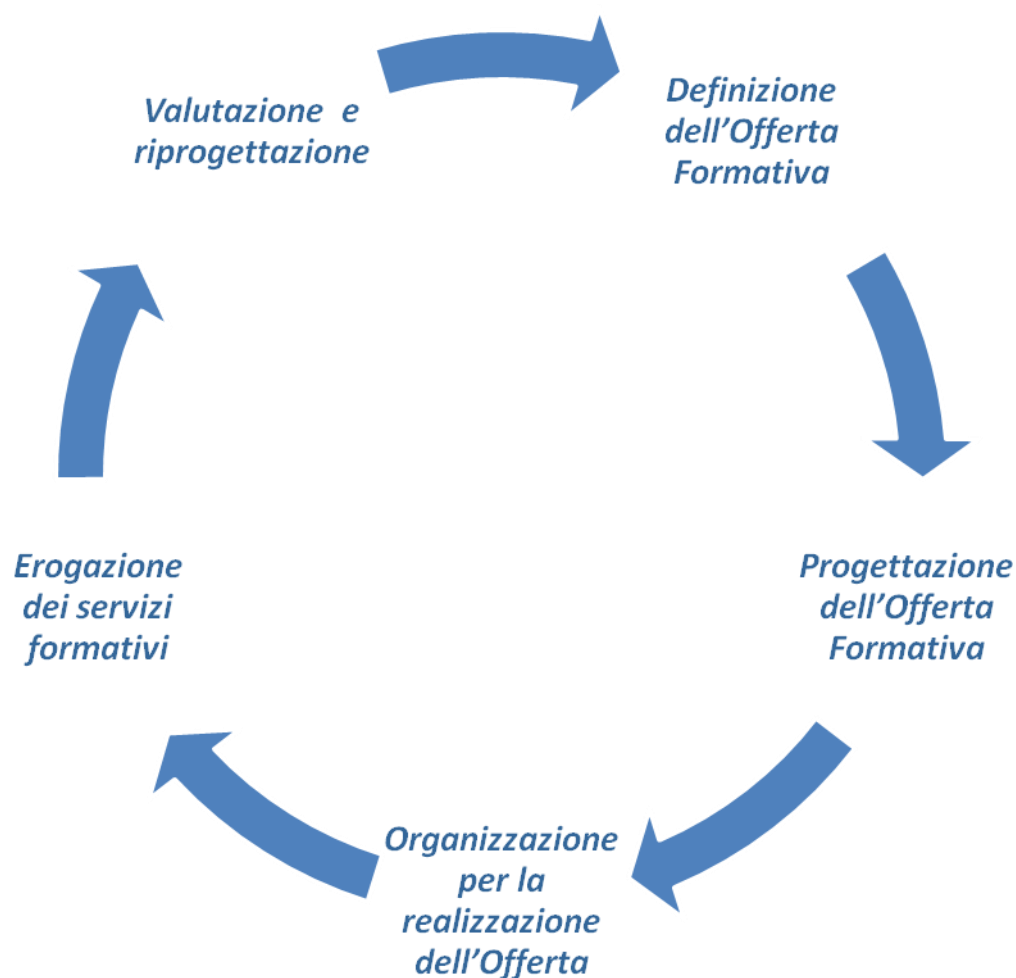 Valutazione e
riprogettazione
Definizione
dell’Offerta
Formativa
Erogazione
dei servizi
formativi
Progettazione
dell’Offerta
Formativa
Organizzazione
per la
realizzazione
dell’Offerta